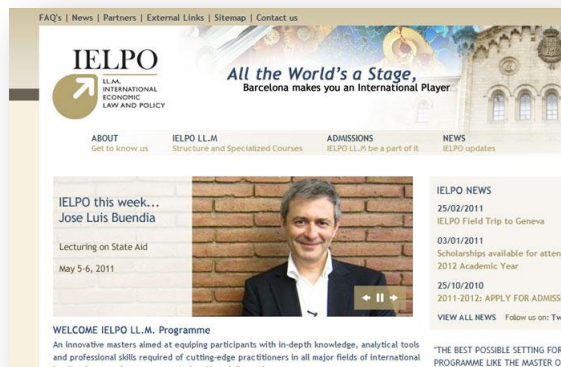 FAQ's | News | Partners | External Links | Sitemap | Contact us
IELPO
LL.M.
INTERNATIONAL
ECONOMIC
LAW AND POLICY
All the World's a Stage,
Barcelona makes you an International Player
ABOUT
Get to know us
IELPO LL.M
Structure and Specialized Courses
ADMISSIONS
IELPO LL.M be a part of it
NEWS
IELPO updates
IELPO this week...
Jose Luis Buendia
Lecturing on State Aid
May 5-6, 2011
IELPO NEWS
25/02/2011
IELPO Field Trip to Geneva
03/01/2011
Scholarships available for atten
2012 Academic Year
25/10/2010
2011-2012: APPLY FOR ADMISS
VIEW ALL NEWS Follow us on: Tw
WELCOME IELPO LL.M. Programme
An innovative masters aimed at equiping participants with in-depth knowledge, analytical tools
and professional skills required of cutting-edge practitioners in all major fields of international
"THE BEST POSSIBLE SETTING FOR
PROGRAMME LIKE THE MASTER O